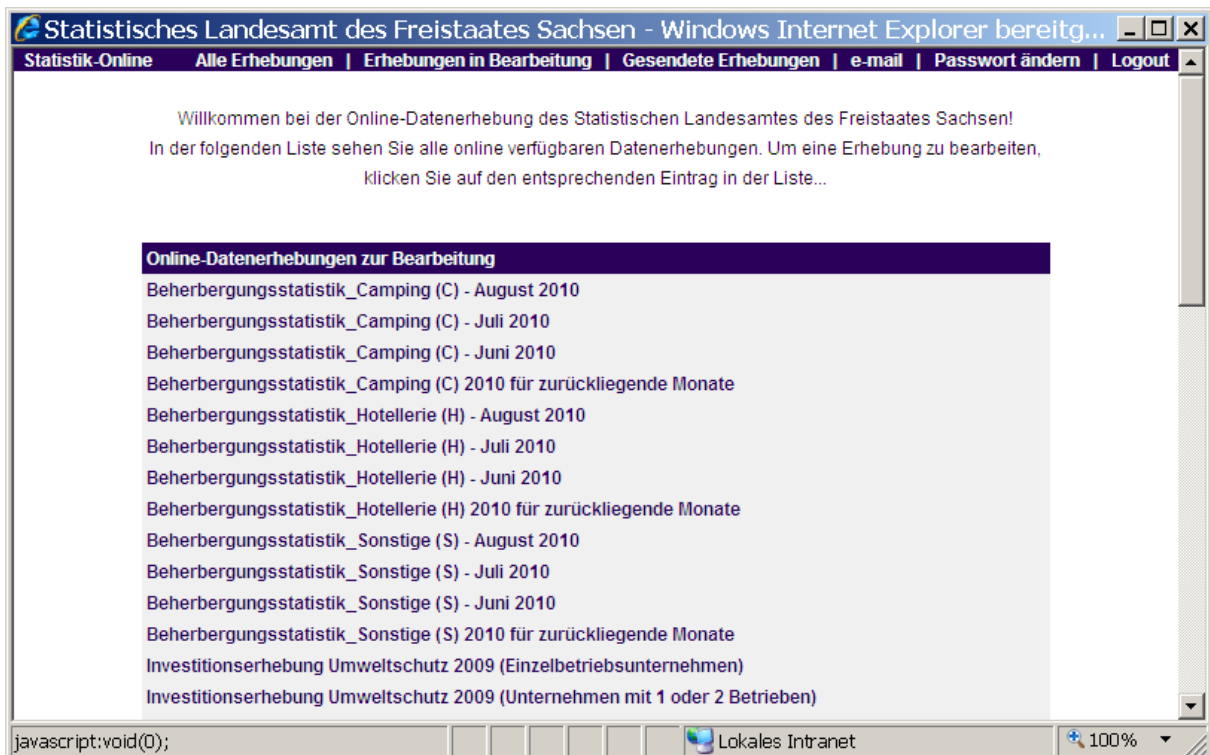 Statistisches Landesamt des Freistaates Sachsen - Windows Internet Explorer bereitg...
Statistik-Online Alle Erhebungen | Erhebungen in Bearbeitung | Gesendete Erhebungen | e-mail | Passwort ändern | Logout
Willkommen bei der Online-Datenerhebung des Statistischen Landesamtes des Freistaates Sachsen!
In der folgenden Liste sehen Sie alle online verfügbaren Datenerhebungen. Um eine Erhebung zu bearbeiten,
klicken Sie auf den entsprechenden Eintrag in der Liste...
Online-Datenerhebungen zur Bearbeitung
Beherbergungsstatistik_Camping (C) - August 2010
Beherbergungsstatistik_Camping (C) - Juli 2010
Beherbergungsstatistik_Camping (C) - Juni 2010
Beherbergungsstatistik_Camping (C) 2010 für zurückliegende Monate
Beherbergungsstatistik_Hotellerie (H) - August 2010
Beherbergungsstatistik_Hotellerie (H) - Juli 2010
Beherbergungsstatistik_Hotellerie (H) - Juni 2010
Beherbergungsstatistik_Hotellerie (H) 2010 für zurückliegende Monate
Beherbergungsstatistik_Sonstige (S) - August 2010
Beherbergungsstatistik_Sonstige (S) - Juli 2010
Beherbergungsstatistik_Sonstige (S) - Juni 2010
Beherbergungsstatistik_Sonstige (S) 2010 für zurückliegende Monate
Investitionserhebung Umweltschutz 2009 (Einzelbetriebsunternehmen)
Investitionserhebung Umweltschutz 2009 (Unternehmen mit 1 oder 2 Betrieben)
javascript:void(0); Lokales Intranet 100%